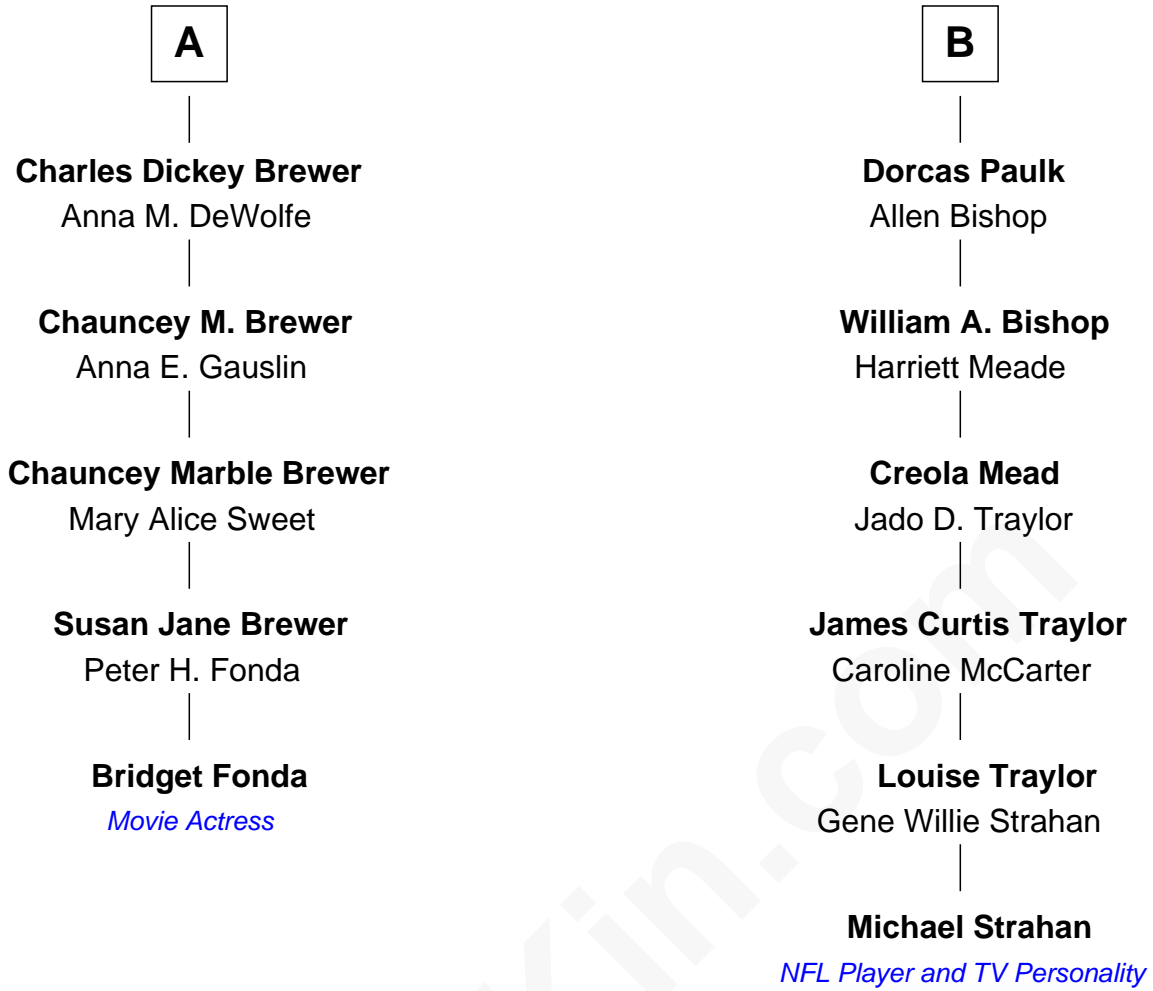 A
Charles Dickey Brewer
Anna M. DeWolfe
Chauncey M. Brewer
Anna E. Gauslin
Chauncey Marble Brewer
Mary Alice Sweet
Susan Jane Brewer
Peter H. Fonda
Bridget Fonda
Movie Actress
B
Dorcas Paulk
Allen Bishop
William A. Bishop
Harriett Meade
Creola Mead
Jado D. Traylor
James Curtis Traylor
Caroline McCarter
Louise Traylor
Gene Willie Strahan
Michael Strahan
NFL Player and TV Personality
Kin.com